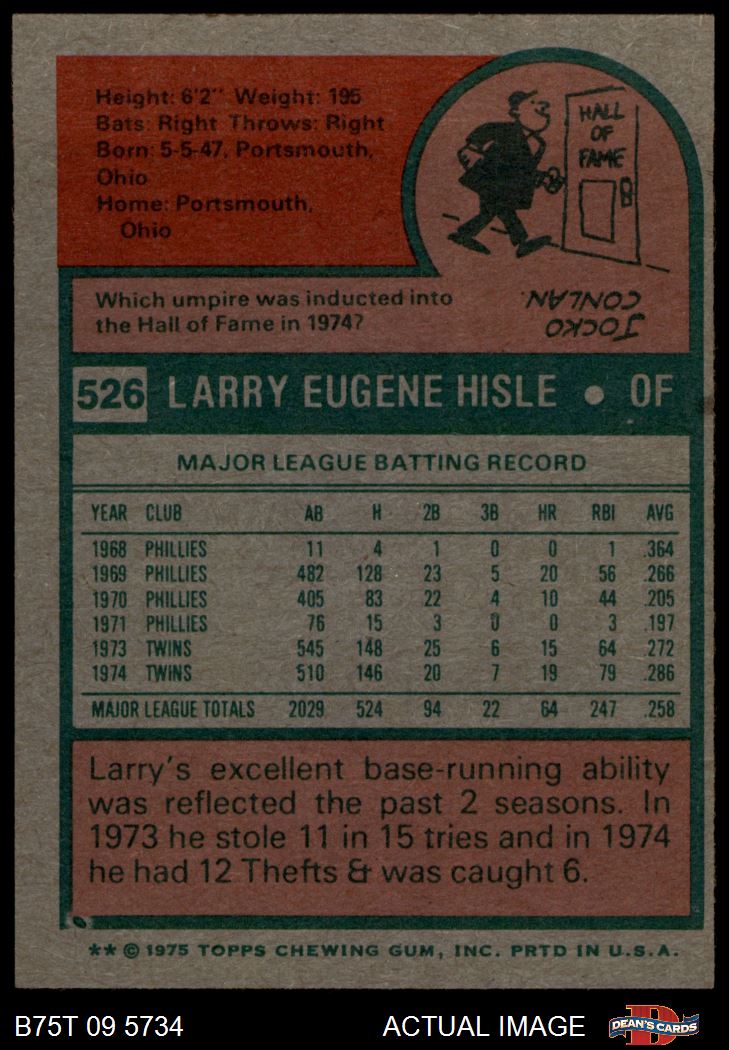 Height: 6'2" Weight: 195
Bats: Right Throws: Right
Born: 5-5-47, Portsmouth,
Ohio
Home: Portsmouth,
Ohio
HALL
OF
FAME
Which umpire was inducted into
the Hall of Fame in 1974?
JOCKO
CONLAN.
526 LARRY EUGENE HISLE • OF
MAJOR LEAGUE BATTING RECORD
YEAR CLUB AB H 2B 3B HR RBI AVG
1968 PHILLIES 11 4 1 0 0 1 .364
1969 PHILLIES 482 128 23 5 20 56 .266
1970 PHILLIES 405 83 22 4 10 44 .205
1971 PHILLIES 76 15 3 0 0 3 .197
1973 TWINS 545 148 25 6 15 64 .272
1974 TWINS 510 146 20 7 19 79 .286
MAJOR LEAGUE TOTALS 2029 524 94 22 64 247 .258
Larry's excellent base-running ability
was reflected the past 2 seasons. In
1973 he stole 11 in 15 tries and in 1974
he had 12 Thefts & was caught 6.
** © 1975 TOPPS CHEWING GUM, INC. PRTD IN U.S.A.
B75T 09 5734 ACTUAL IMAGE DEAN'S CARDS